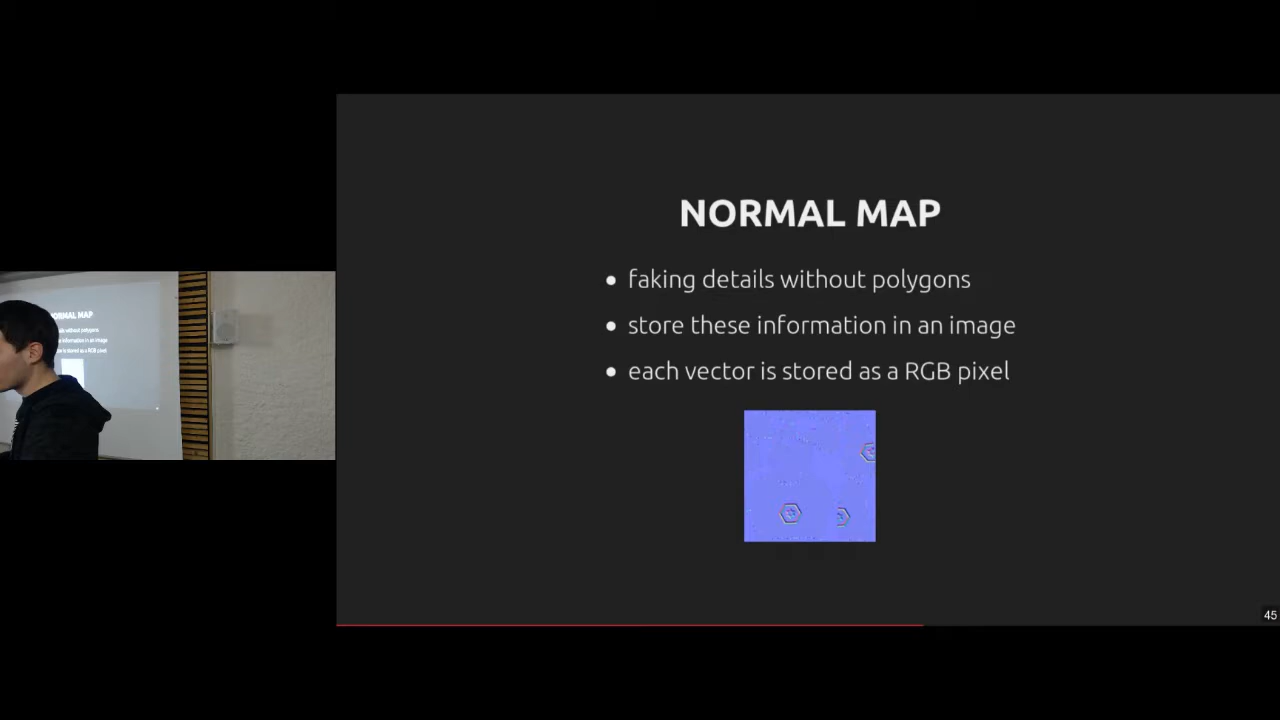 NORMAL MAP
faking details without polygons
store these information in an image
each vector is stored as a RGB pixel
45